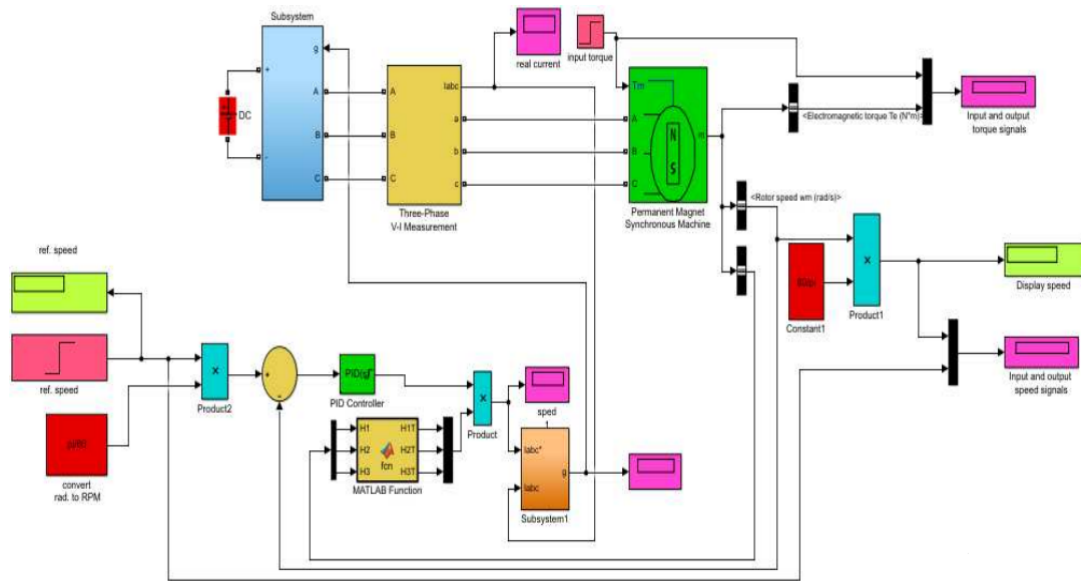 Subsystem
g
+
A
B
C
-
DC
A
B
C
Iabc
a
b
c
Three-Phase
V-I Measurement
real current
input torque
Tm
A
B
C
N
S
m
Permanent Magnet
Synchronous Machine
<Electromagnetic torque Te (N*m)>
Input and output
torque signals
<Rotor speed wm (rad/s)>
Constant1
×
Product1
Display speed
Input and output
speed signals
ref. speed
ref. speed
×
Product2
convert
rad. to RPM
+
-
PID Controller
H1
H2
H3
fcn
H1T
H2T
H3T
MATLAB Function
×
Product
sped
1
Iabc*
Iabc
g
Subsystem1